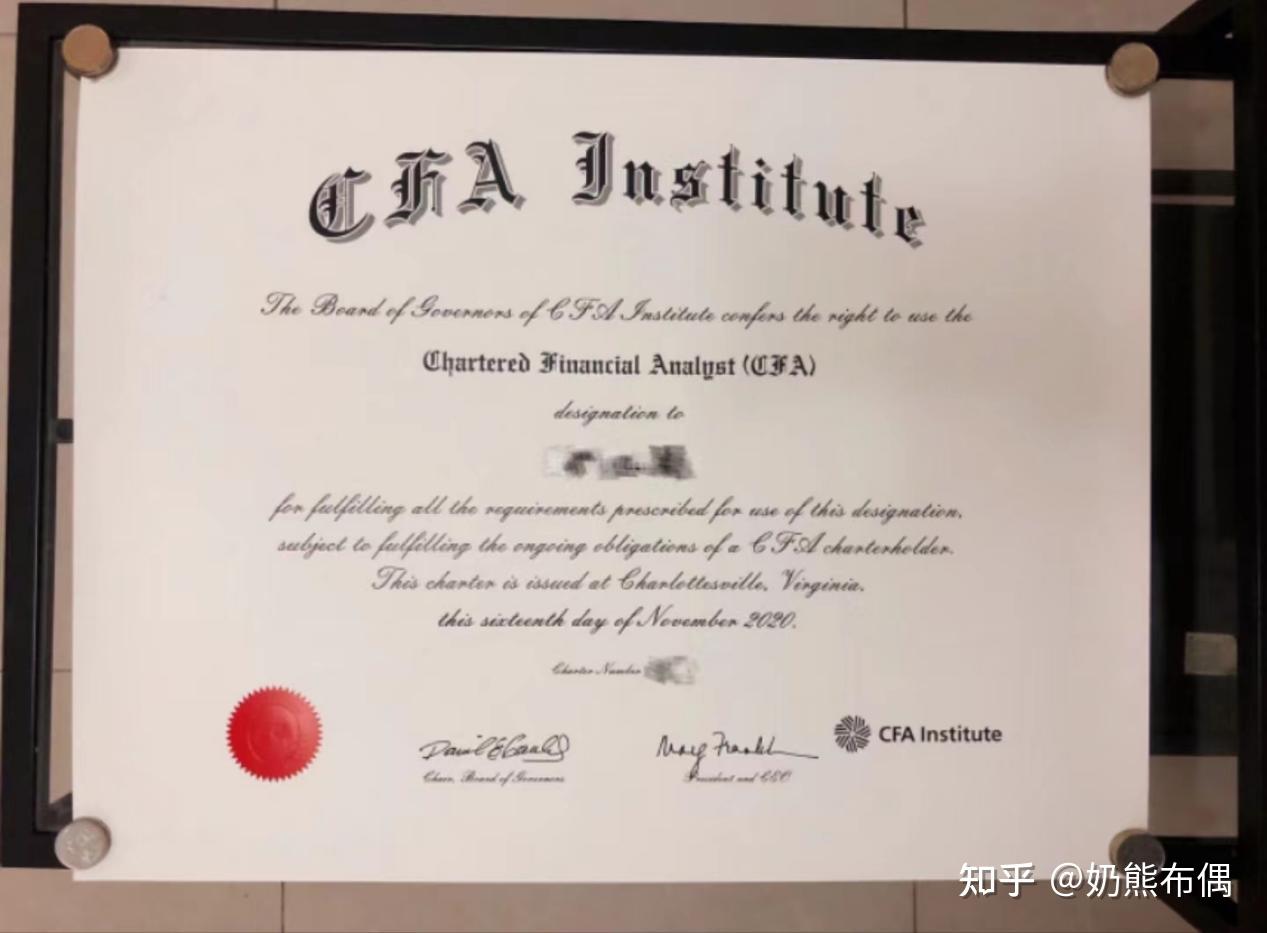 CFA Institute
The Board of Governors of CFA Institute confers the right to use the
Chartered Financial Analyst (CFA)
designation to
for fulfilling all the requirements prescribed for use of this designation,
subject to fulfilling the ongoing obligations of a CFA charterholder.
This charter is issued at Charlottesville, Virginia,
this sixteenth day of November 2020.
Charter Number
CFA Institute
Chair, Board of Governors
President and CEO
知乎 @奶熊布偶